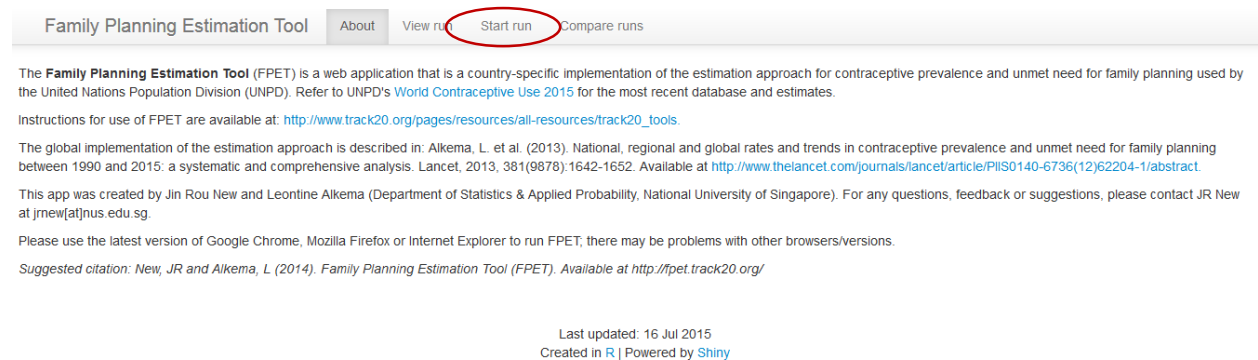 Family Planning Estimation Tool About View run Start run Compare runs
The Family Planning Estimation Tool (FPET) is a web application that is a country-specific implementation of the estimation approach for contraceptive prevalence and unmet need for family planning used by
the United Nations Population Division (UNPD). Refer to UNPD's World Contraceptive Use 2015 for the most recent database and estimates.
Instructions for use of FPET are available at: http://www.track20.org/pages/resources/all-resources/track20_tools.
The global implementation of the estimation approach is described in: Alkema, L. et al. (2013). National, regional and global rates and trends in contraceptive prevalence and unmet need for family planning
between 1990 and 2015: a systematic and comprehensive analysis. Lancet, 2013, 381(9878):1642-1652. Available at http://www.thelancet.com/journals/lancet/article/PIIS0140-6736(12)62204-1/abstract.
This app was created by Jin Rou New and Leontine Alkema (Department of Statistics & Applied Probability, National University of Singapore). For any questions, feedback or suggestions, please contact JR New
at jrnew[at]nus.edu.sg.
Please use the latest version of Google Chrome, Mozilla Firefox or Internet Explorer to run FPET; there may be problems with other browsers/versions.
Suggested citation: New, JR and Alkema, L (2014). Family Planning Estimation Tool (FPET). Available at http://fpet.track20.org/
Last updated: 16 Jul 2015
Created in R | Powered by Shiny